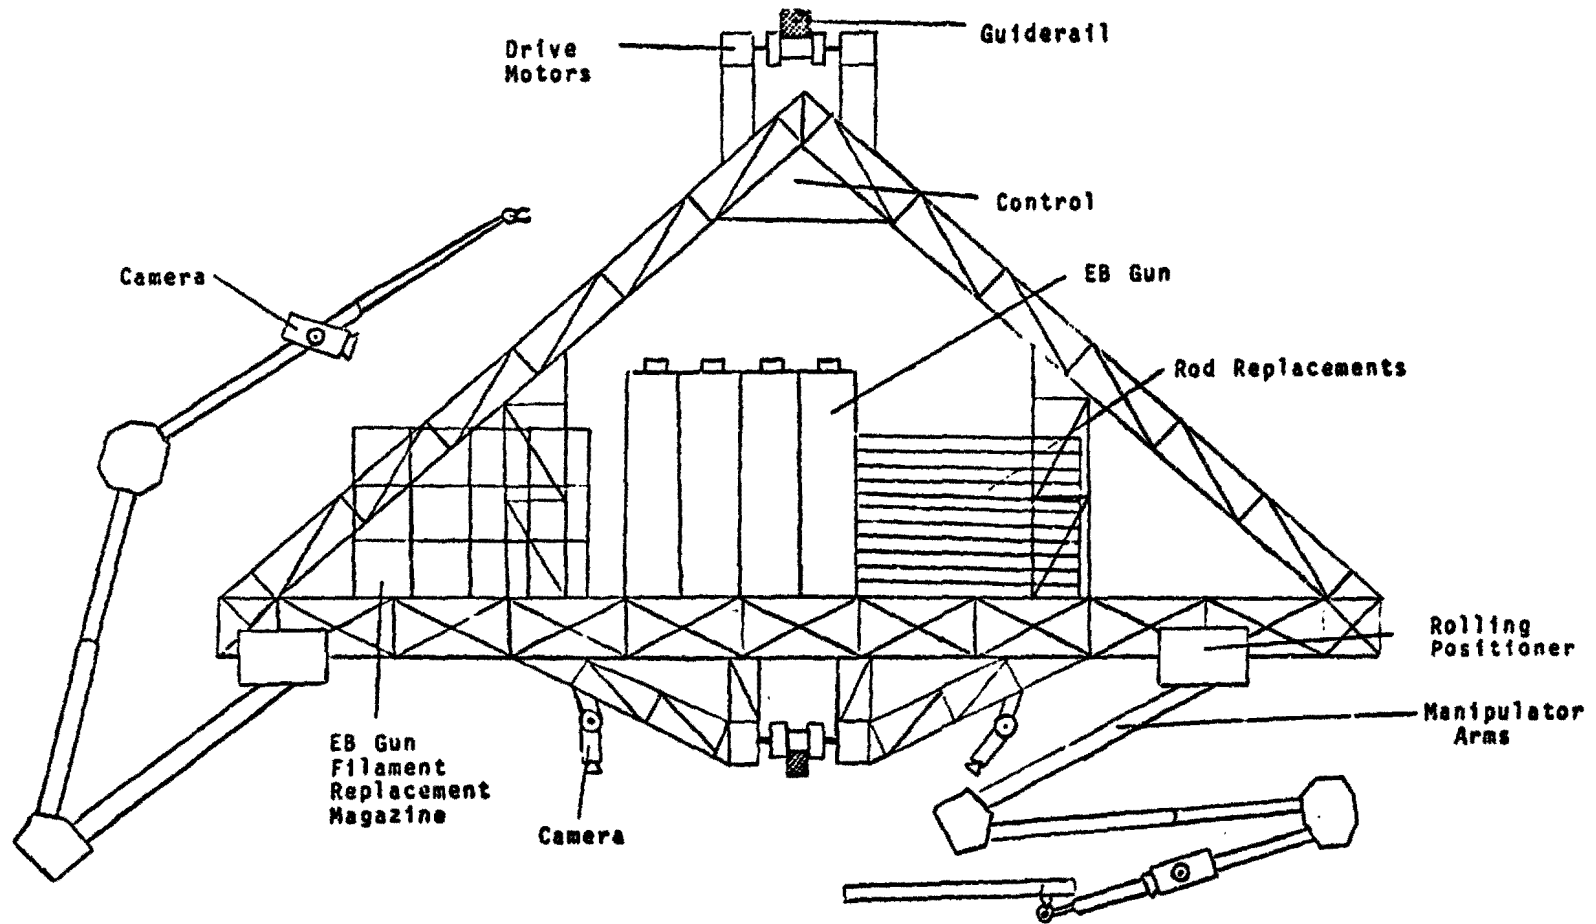 Guiderail
Drive
Motors
Control
Camera
EB Gun
Rod Replacements
Rolling
Positioner
Manipulator
Arms
EB Gun
Filament
Replacement
Magazine
Camera